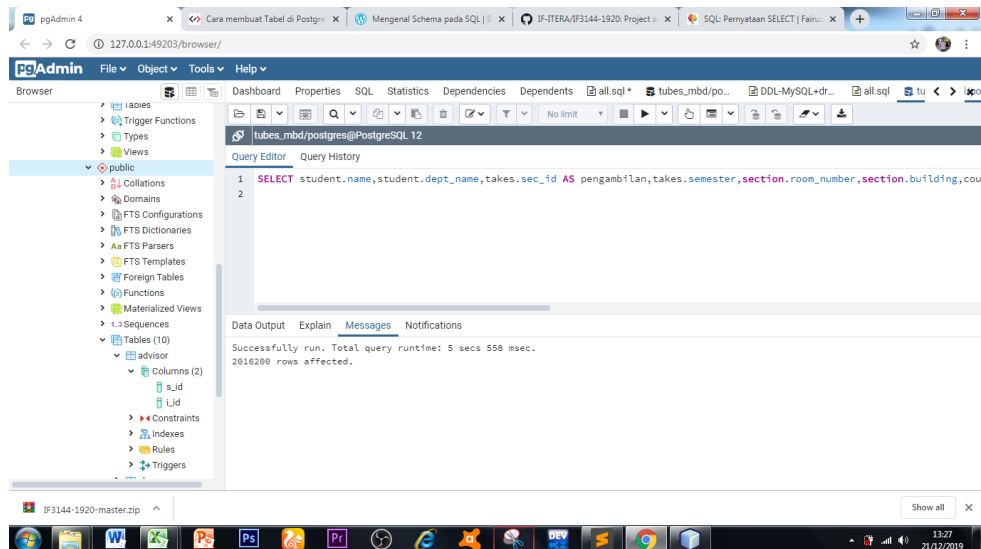 pgAdmin 4
Cara membuat Tabel di Postgre
Mengenal Schema pada SQL | E
IF-ITERA/IF3144-1920: Project a
SQL: Pernyataan SELECT | Fairuz
127.0.0.1:49203/browser/
pgAdmin File Object Tools Help
Browser
Dashboard Properties SQL Statistics Dependencies Dependents all.sql * tubes_mbd/po... DDL-MySQL+dr... all.sql tu
No limit
tubes_mbd/postgres@PostgreSQL 12
Query Editor Query History
1 SELECT student.name,student.dept_name,takes.sec_id AS pengambilan,takes.semester,section.room_number,section.building,cou
2
Tables
Trigger Functions
Types
Views
public
Collations
Domains
FTS Configurations
FTS Dictionaries
Aa FTS Parsers
FTS Templates
Foreign Tables
Functions
Materialized Views
1..3 Sequences
Tables (10)
advisor
Columns (2)
s_id
i_id
Constraints
Indexes
Rules
Triggers
Data Output Explain Messages Notifications
Successfully run. Total query runtime: 5 secs 558 msec.
2016200 rows affected.
IF3144-1920-master.zip
Show all
Ps
Pr
DEV
13:27
21/12/2019